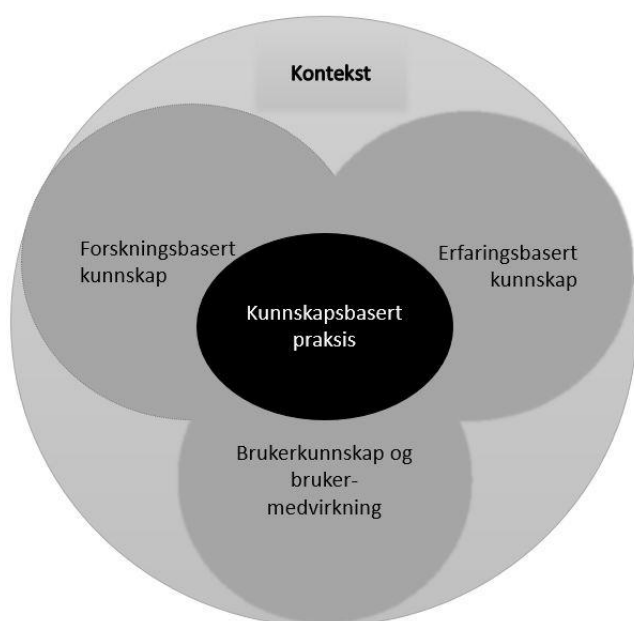 Kontekst
Forskningsbasert
kunnskap
Erfaringsbasert
kunnskap
Kunnskapsbasert
praksis
Brukerkunnskap og
bruker-
medvirkning